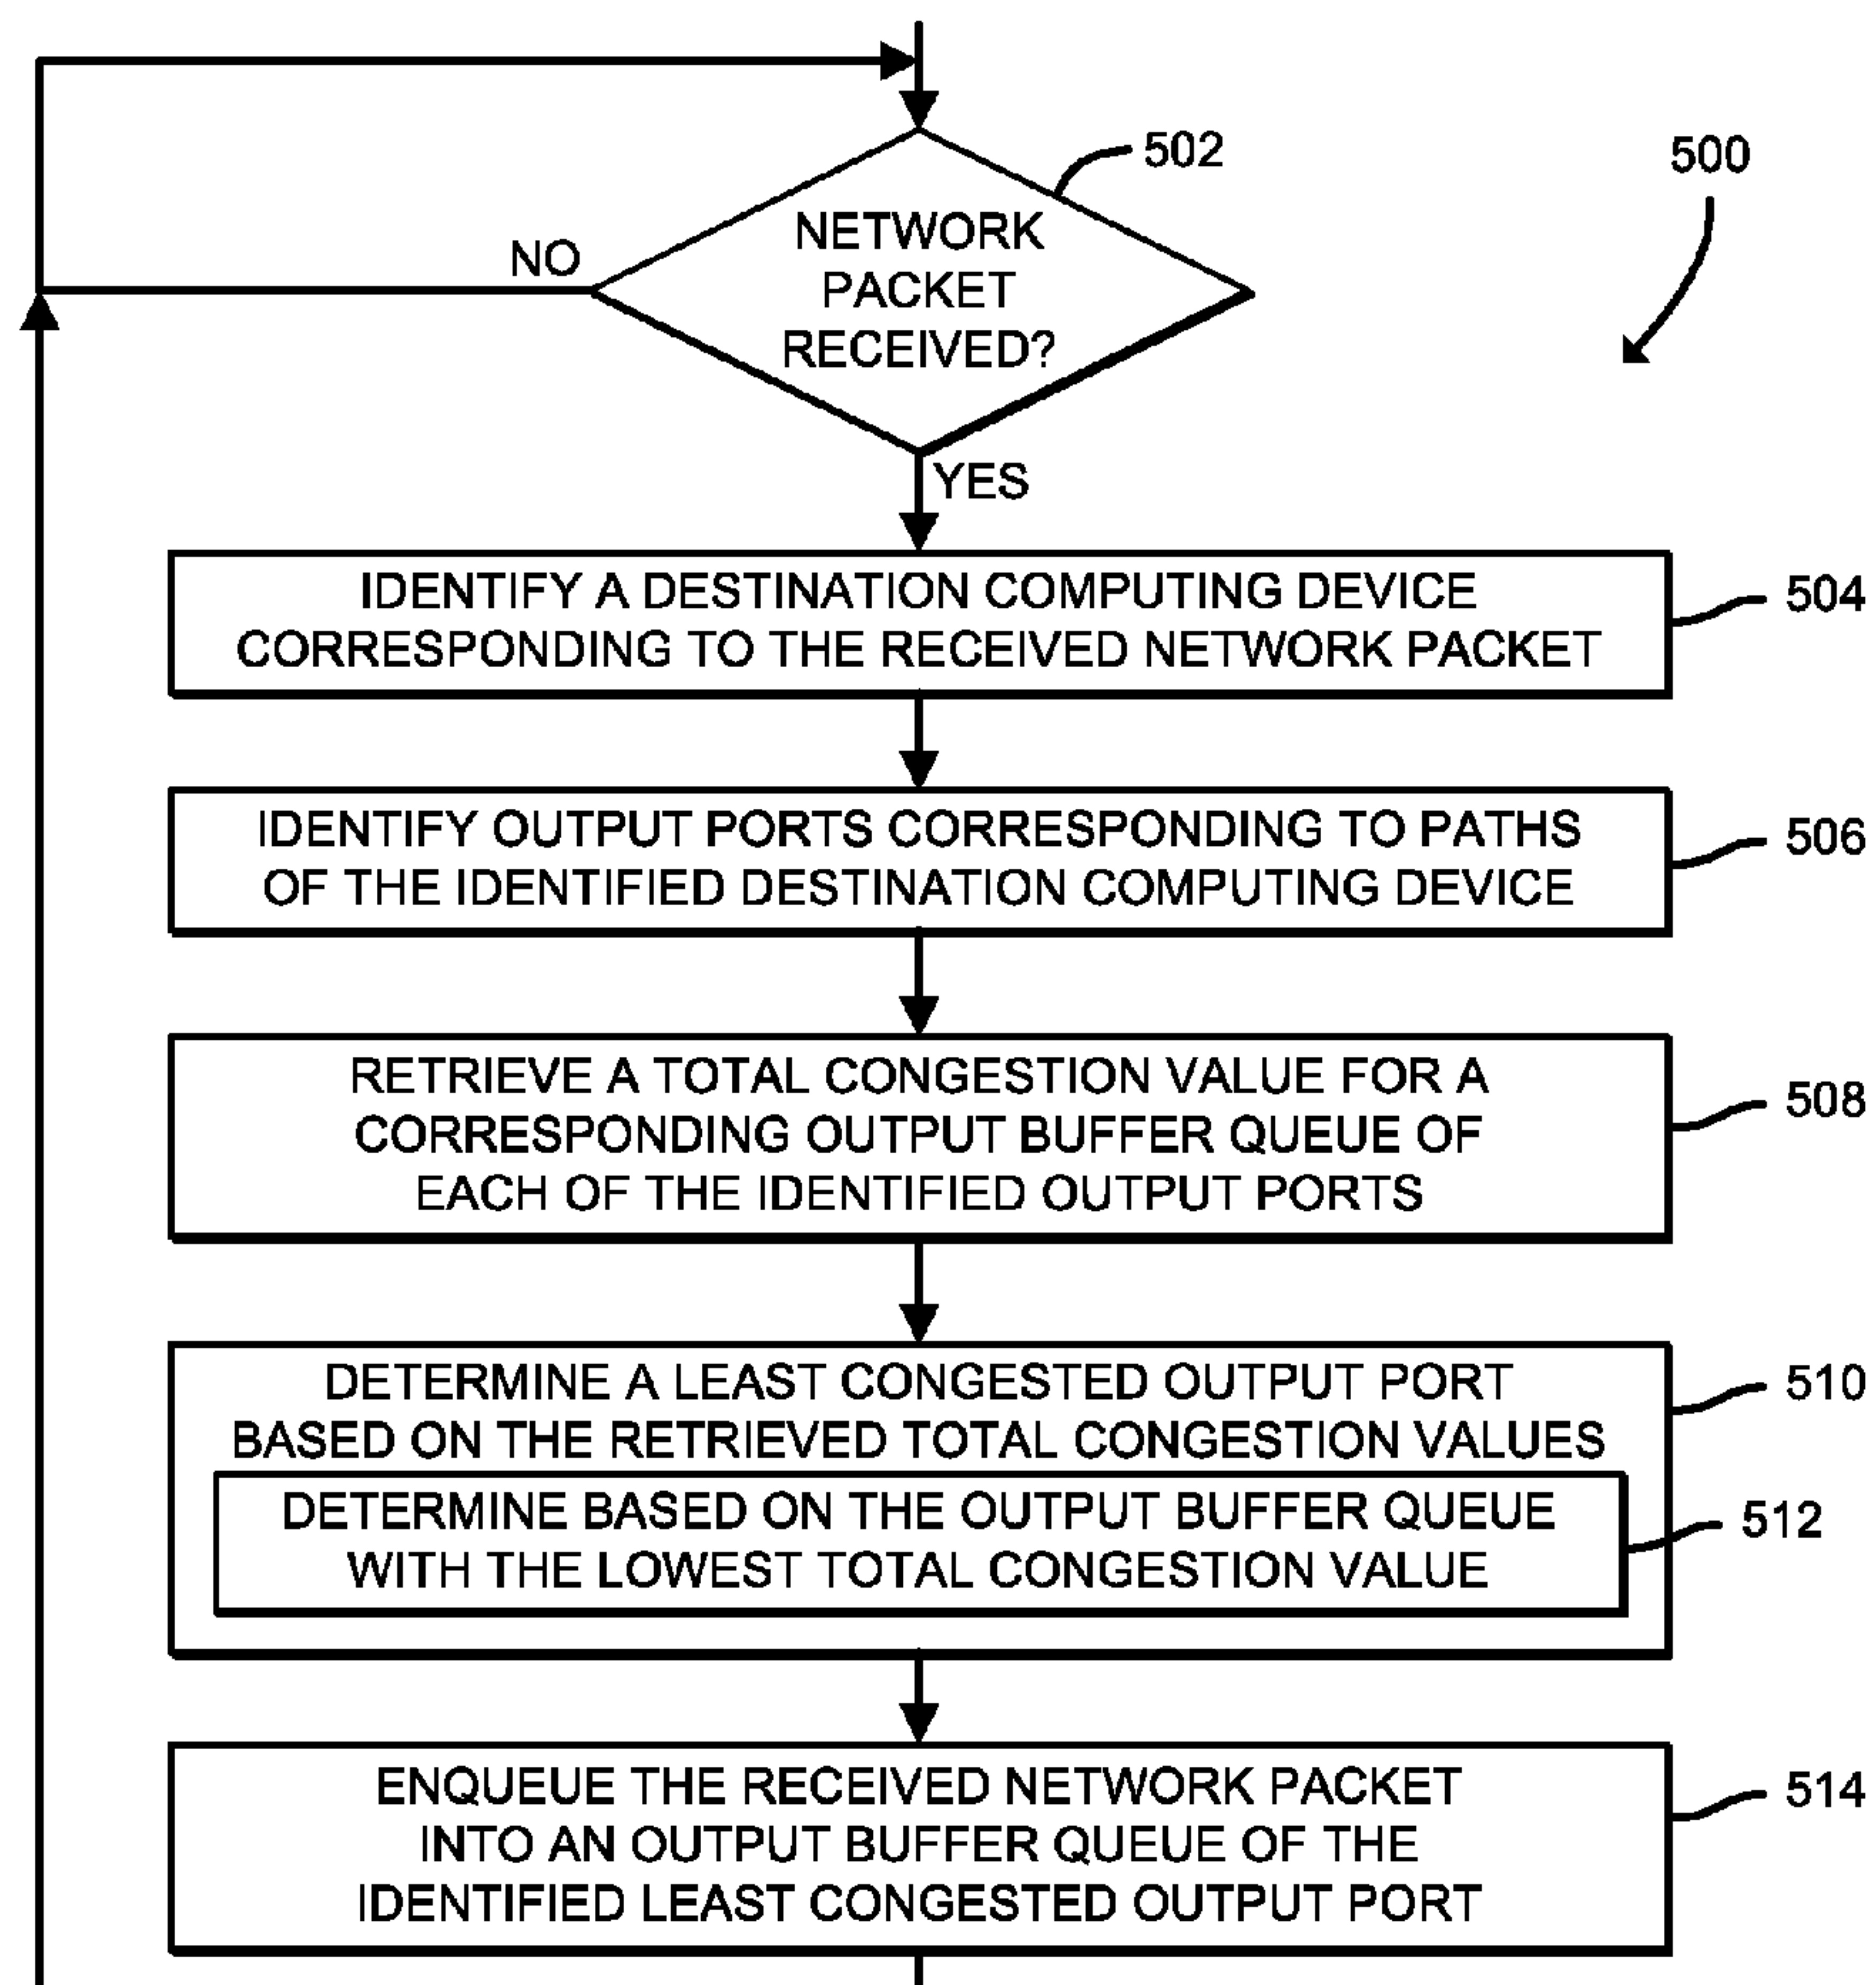 502
500
NETWORK
PACKET
RECEIVED?
NO
YES
IDENTIFY A DESTINATION COMPUTING DEVICE
CORRESPONDING TO THE RECEIVED NETWORK PACKET
504
IDENTIFY OUTPUT PORTS CORRESPONDING TO PATHS
OF THE IDENTIFIED DESTINATION COMPUTING DEVICE
506
RETRIEVE A TOTAL CONGESTION VALUE FOR A
CORRESPONDING OUTPUT BUFFER QUEUE OF
EACH OF THE IDENTIFIED OUTPUT PORTS
508
DETERMINE A LEAST CONGESTED OUTPUT PORT
BASED ON THE RETRIEVED TOTAL CONGESTION VALUES
510
DETERMINE BASED ON THE OUTPUT BUFFER QUEUE
WITH THE LOWEST TOTAL CONGESTION VALUE
512
ENQUEUE THE RECEIVED NETWORK PACKET
INTO AN OUTPUT BUFFER QUEUE OF THE
IDENTIFIED LEAST CONGESTED OUTPUT PORT
514